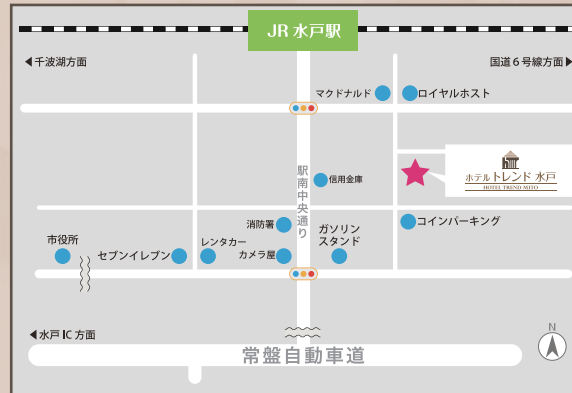 JR 水戸駅
千波湖方面
国道6号線方面
マクドナルド
ロイヤルホスト
駅南中央通り
信用金庫
ホテルトレンド 水戸
HOTEL TREND MITO
消防署
ガソリン
スタンド
コインパーキング
市役所
セブンイレブン
レンタカー
カメラ屋
水戸IC方面
常盤自動車道
N